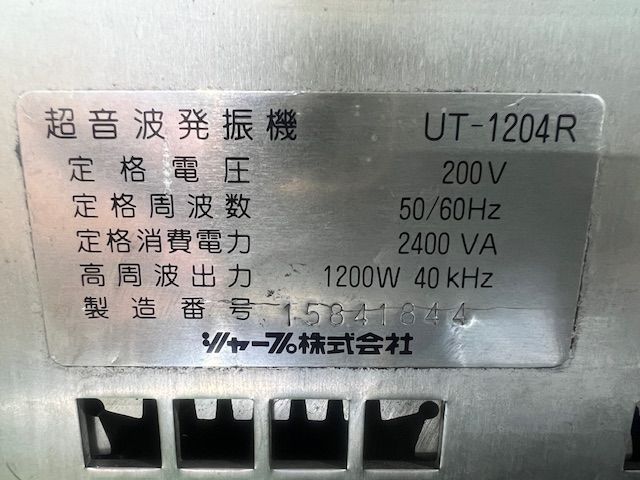 超音波発振機 UT-1204R
定格電圧 200V
定格周波数 50/60Hz
定格消費電力 2400 VA
高周波出力 1200W 40kHz
製造番号 15841844
シャープ株式会社